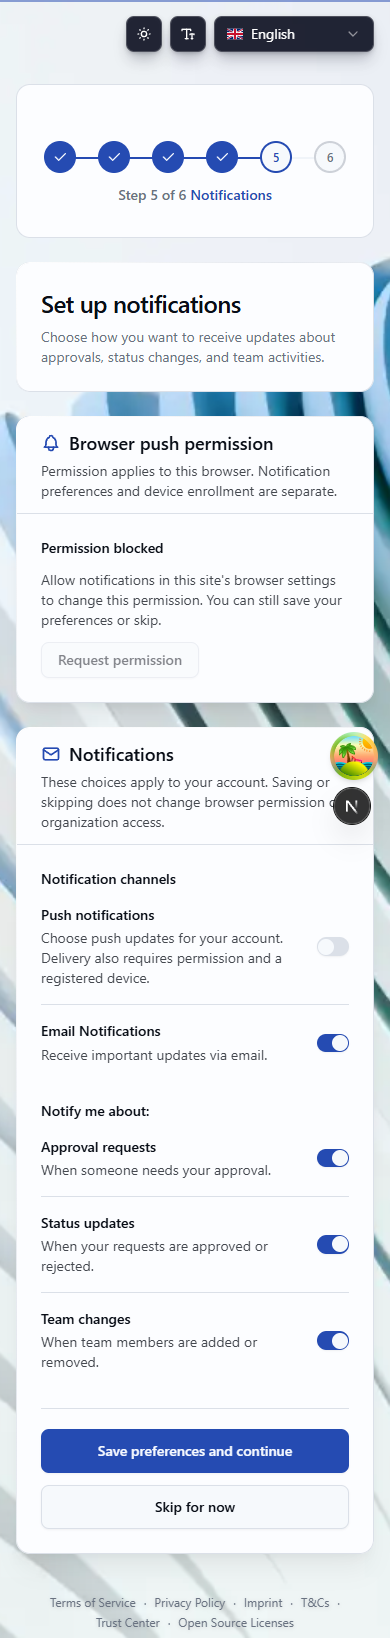 English
5
6
Step 5 of 6 Notifications
Set up notifications
Choose how you want to receive updates about
approvals, status changes, and team activities.
Browser push permission
Permission applies to this browser. Notification
preferences and device enrollment are separate.
Permission blocked
Allow notifications in this site's browser settings
to change this permission. You can still save your
preferences or skip.
Request permission
Notifications
These choices apply to your account. Saving or
skipping does not change browser permission
organization access.
N
Notification channels
Push notifications
Choose push updates for your account.
Delivery also requires permission and a
registered device.
Email Notifications
Receive important updates via email.
Notify me about:
Approval requests
When someone needs your approval.
Status updates
When your requests are approved or
rejected.
Team changes
When team members are added or
removed.
Save preferences and continue
Skip for now
Terms of Service · Privacy Policy · Imprint · T&Cs ·
Trust Center · Open Source Licenses